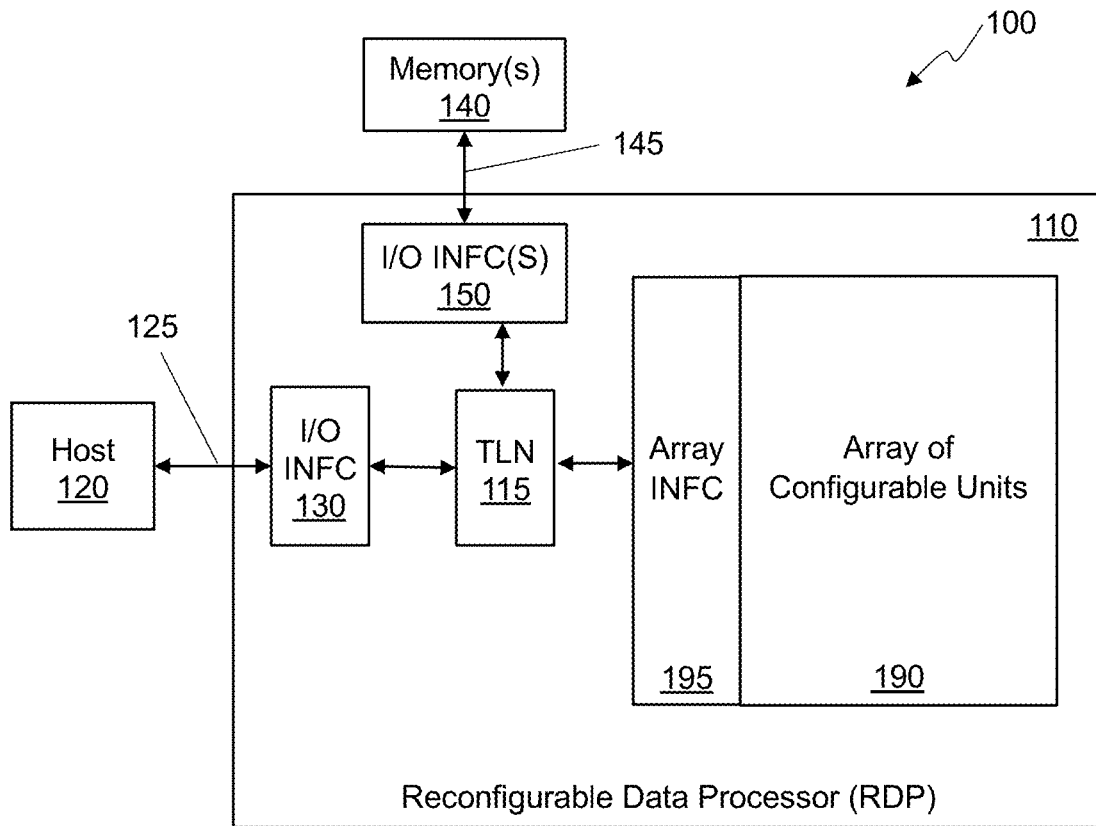 100
Memory(s)
140
145
110
I/O INFC(S)
150
125
Host
120
I/O
INFC
130
TLN
115
Array
INFC
Array of
Configurable Units
195
190
Reconfigurable Data Processor (RDP)